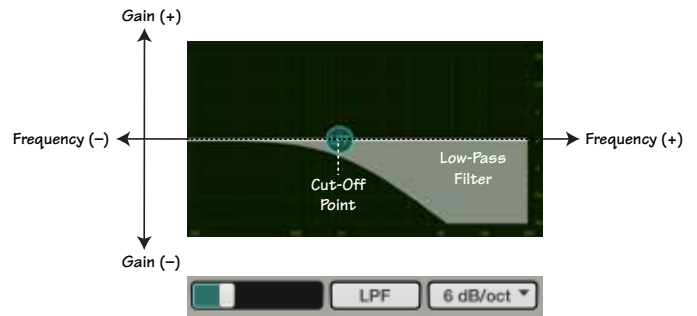 Gain (+)
Frequency (–)
Frequency (+)
Low-Pass
Filter
Cut-Off
Point
Gain (–)
LPF
6 dB/oct